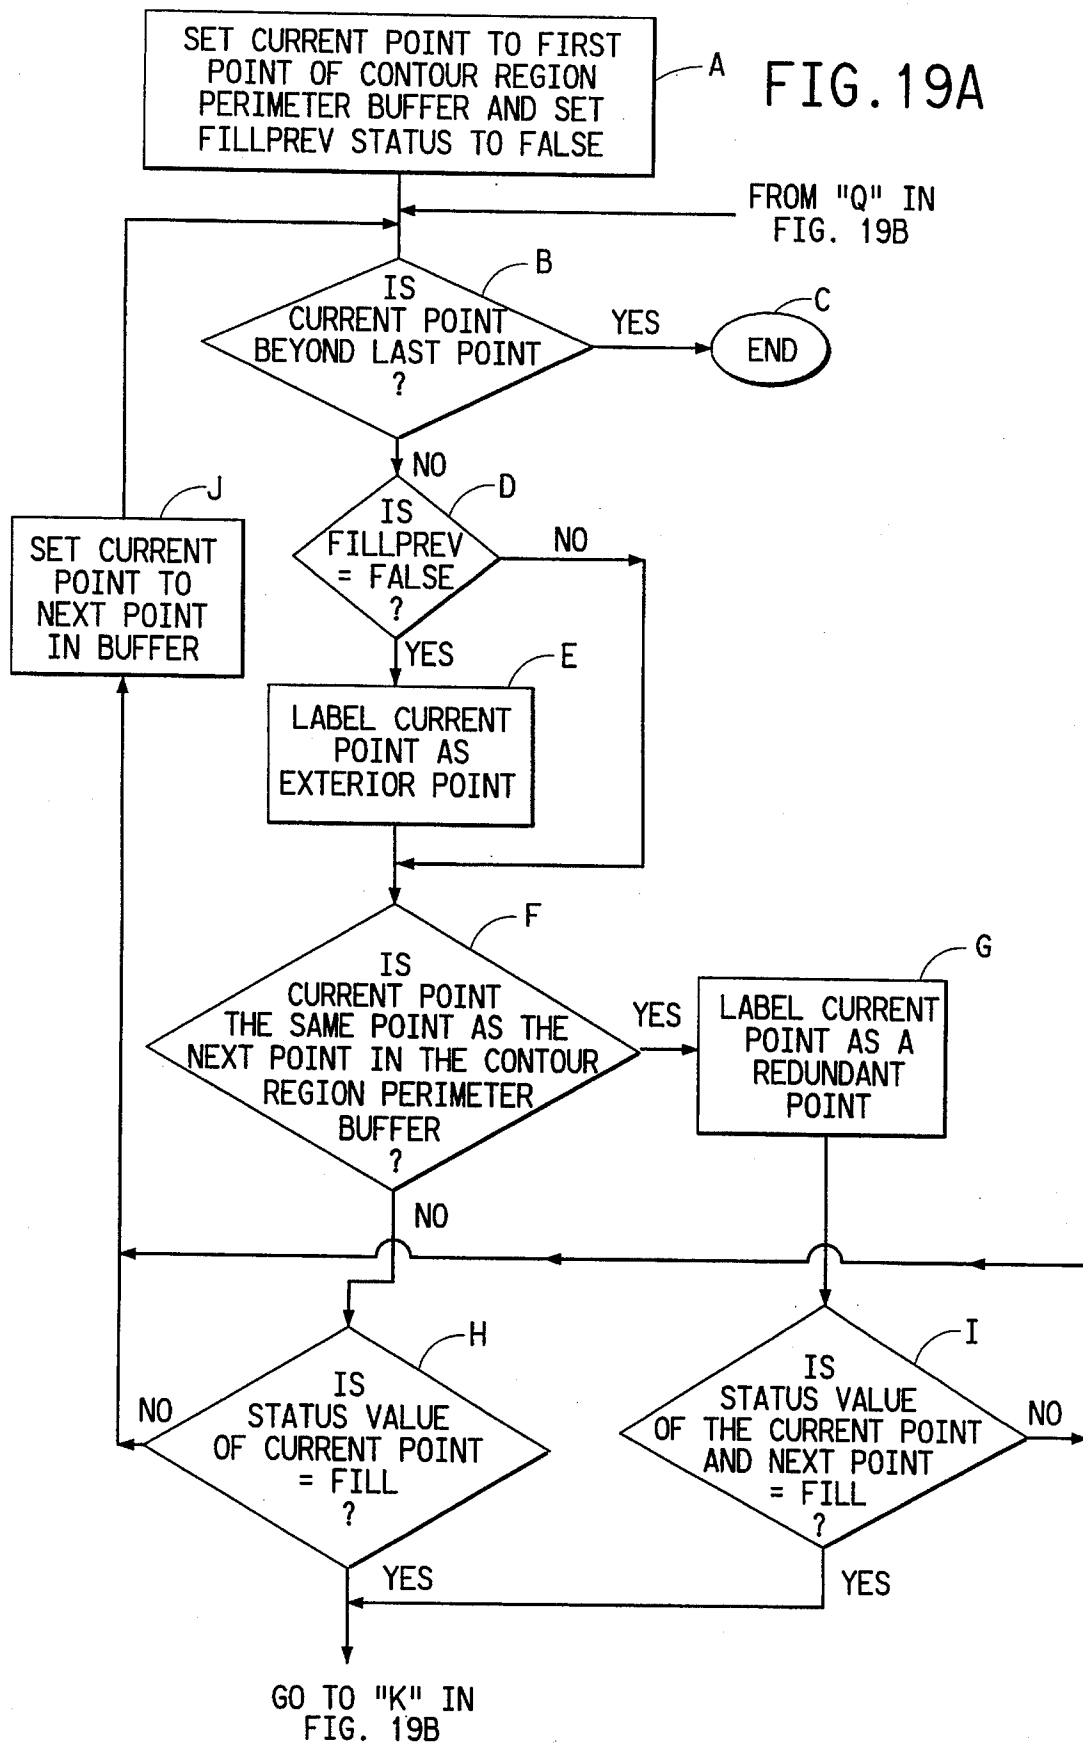 SET CURRENT POINT TO FIRST
POINT OF CONTOUR REGION
PERIMETER BUFFER AND SET
FILLPREV STATUS TO FALSE
A
FIG.19A
FROM "Q" IN
FIG. 19B
B
IS
CURRENT POINT
BEYOND LAST POINT
?
YES
C
END
NO
J
SET CURRENT
POINT TO
NEXT POINT
IN BUFFER
D
IS
FILLPREV
= FALSE
?
NO
YES
E
LABEL CURRENT
POINT AS
EXTERIOR POINT
F
IS
CURRENT POINT
THE SAME POINT AS THE
NEXT POINT IN THE CONTOUR
REGION PERIMETER
BUFFER
?
YES
G
LABEL CURRENT
POINT AS A
REDUNDANT
POINT
NO
H
IS
STATUS VALUE
OF CURRENT POINT
= FILL
?
NO
YES
I
IS
STATUS VALUE
OF THE CURRENT POINT
AND NEXT POINT
= FILL
?
NO
YES
GO TO "K" IN
FIG. 19B